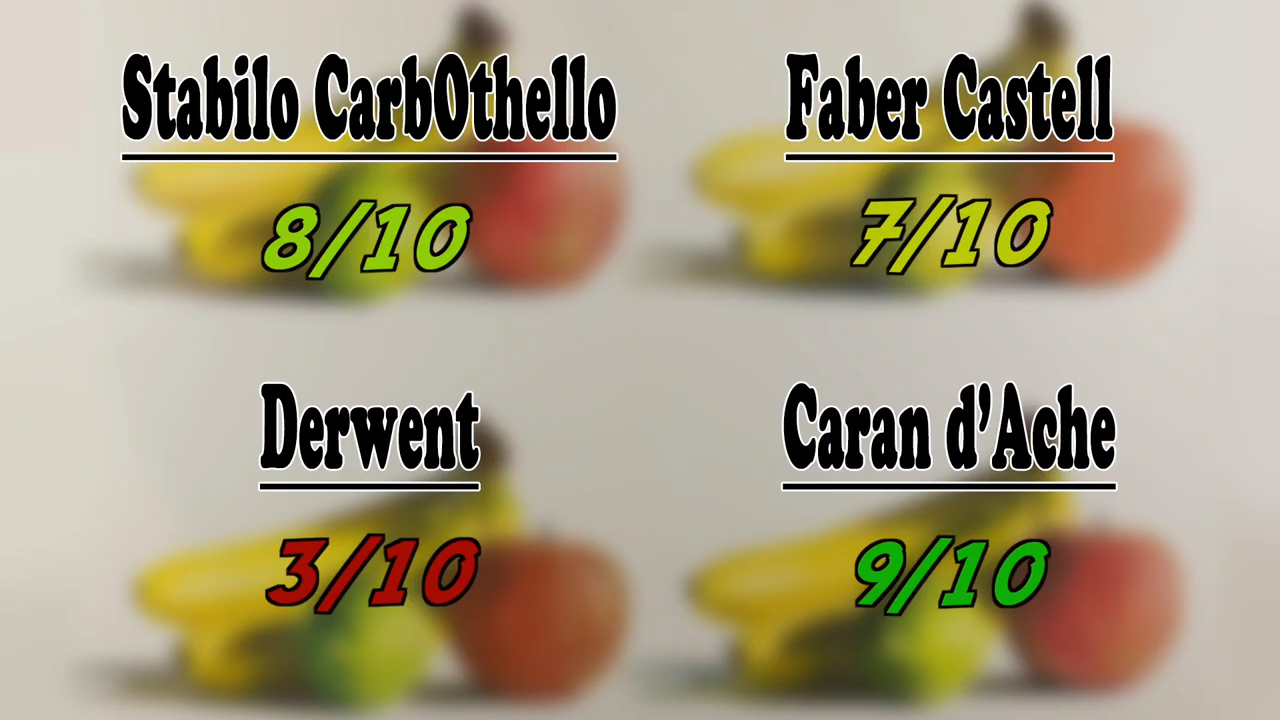 Stabilo CarbOthello
8/10
Faber Castell
7/10
Derwent
3/10
Caran d'Ache
9/10